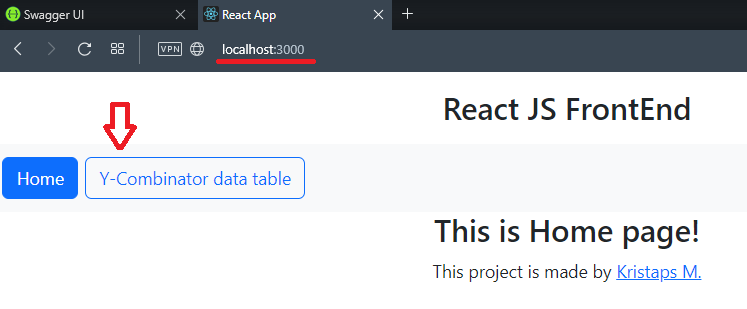 Swagger UI
React App
VPN
localhost:3000
React JS FrontEnd
Home
Y-Combinator data table
This is Home page!
This project is made by Kristaps M.